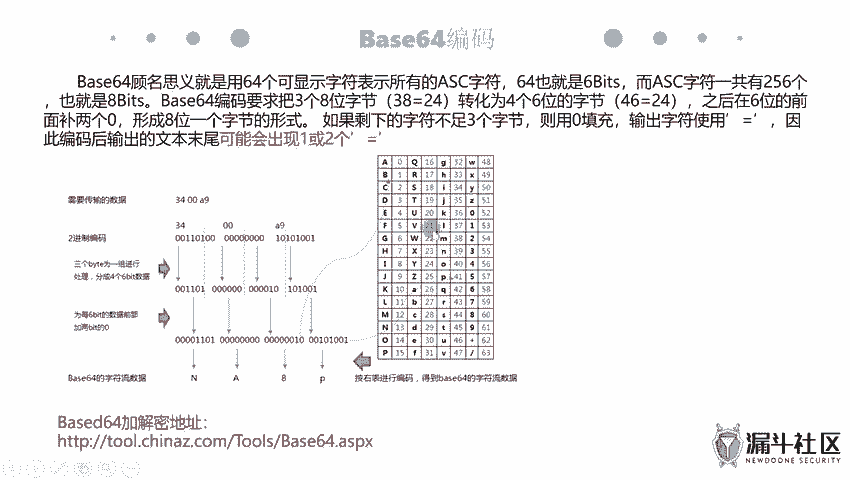 Base64编码
Base64顾名思义就是用64个可显示字符表示所有的ASC字符，64也就是6Bits，而ASC字符一共有256个
，也就是8Bits。Base64编码要求把3个8位字节（38=24）转化为4个6位的字节（46=24），之后在6位的前
面补两个0，形成8位一个字节的形式。 如果剩下的字符不足3个字节，则用0填充，输出字符使用’=’，因
此编码后输出的文本末尾可能会出现1或2个’=’
需要传输的数据 34 00 a9
34 00 a9
2进制编码 00110100 00000000 10101001
三个byte为一组进行
处理，分成4个6bit数据
001101 000000 000010 101001
为每6bit的数据前要
加两bit的0
00001101 00000000 00000010 00101001
Base64的字符流数据 N A 8 p 按右表进行编码，得到base64的字符流数据
A 0 Q 16 g 32 w 48
B 1 R 17 h 33 x 49
C 2 S 18 i 34 y 50
D 3 T 19 j 35 z 51
E 4 U 20 k 36 0 52
F 5 V 21 l 37 1 53
G 6 W 22 m 38 2 54
H 7 X 23 n 39 3 55
I 8 Y 24 o 40 4 56
J 9 Z 25 p 41 5 57
K 10 a 26 q 42 6 58
L 11 b 27 r 43 7 59
M 12 c 28 s 44 8 60
N 13 d 29 t 45 9 61
O 14 e 30 u 46 + 62
P 15 f 31 v 47 / 63
Based64加解密地址：
http://tool.chinaz.com/Tools/Base64.aspx
漏斗社区
NEWDOONE SECURITY